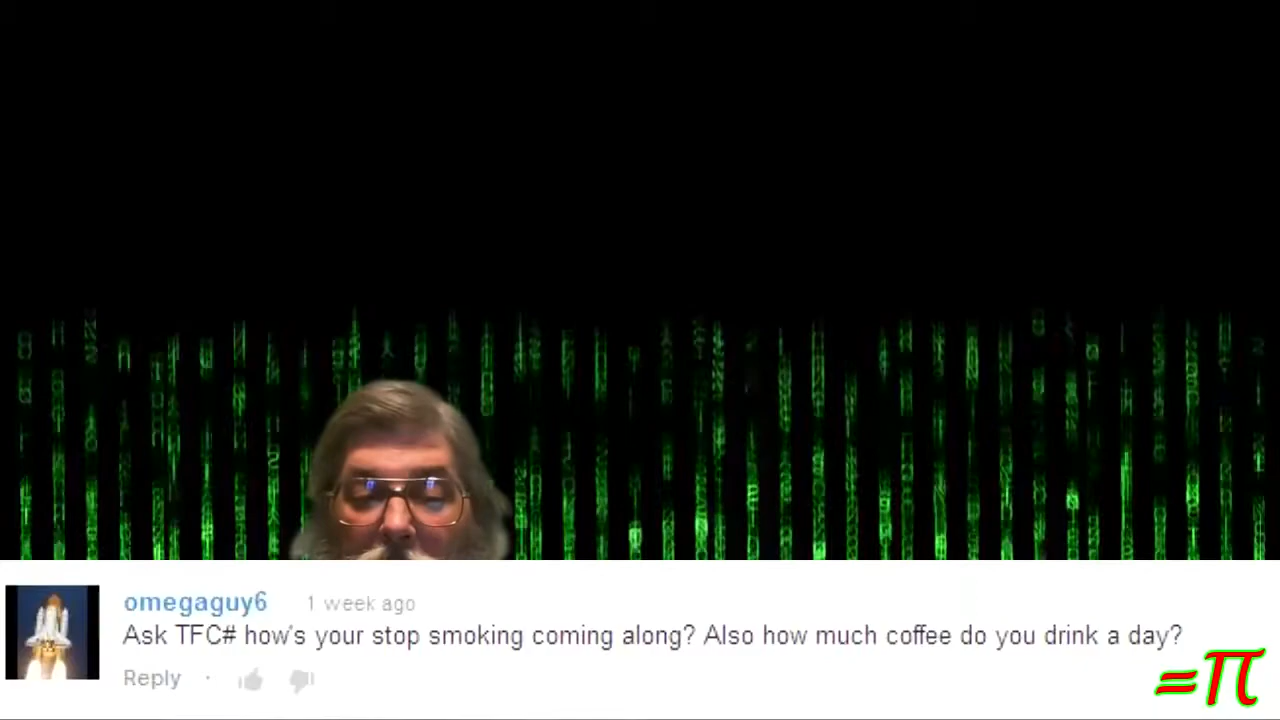 omegaguy6 1 week ago
Ask TFC# how's your stop smoking coming along? Also how much coffee do you drink a day?
Reply ·
=π